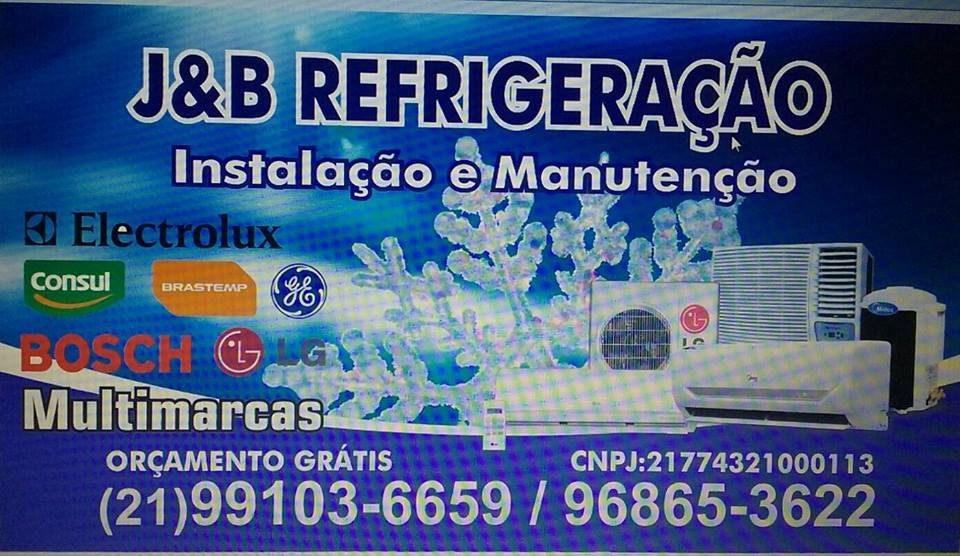 J&B REFRIGERAÇÃO
Instalação e Manutenção
Electrolux
Consul
BRASTEMP
GE
BOSCH LG
LG
Multimarcas
ORÇAMENTO GRÁTIS
CNPJ:21774321000113
(21)99103-6659 / 96865-3622